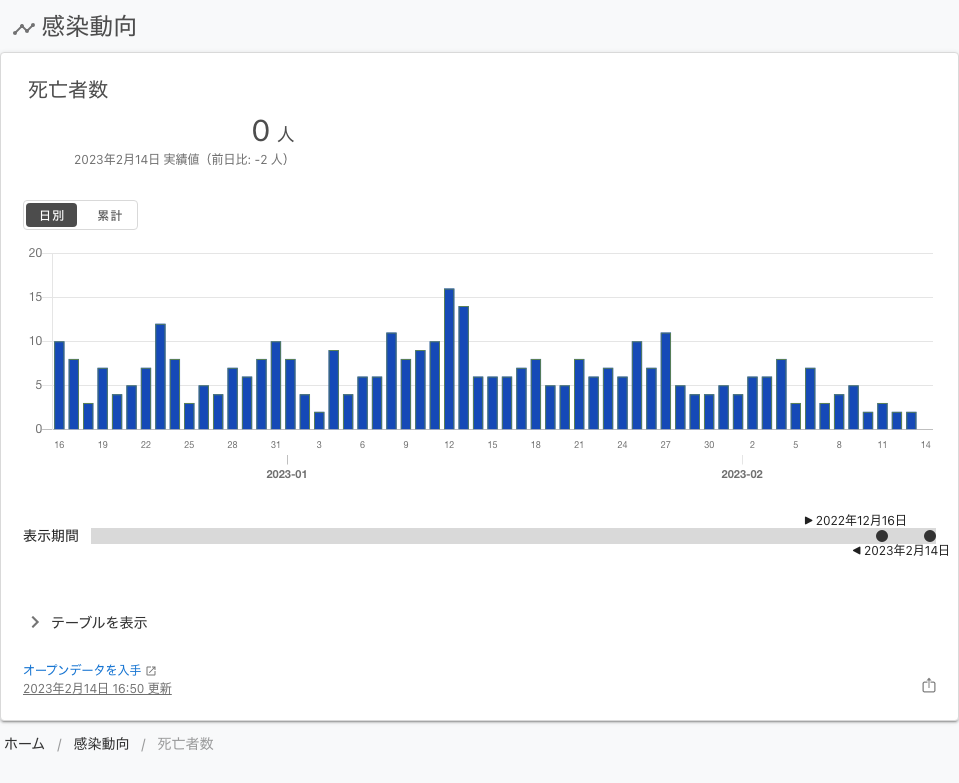 感染動向
死亡者数
0 人
2023年2月14日 実績値（前日比: -2 人）
日別 累計
20
15
10
5
0
16 19 22 25 28 31 3 6 9 12 15 18 21 24 27 30 2 5 8 11 14
2023-01 2023-02
▶ 2022年12月16日
表示期間
◀ 2023年2月14日
テーブルを表示
オープンデータを入手
2023年2月14日 16:50 更新
ホーム / 感染動向 / 死亡者数